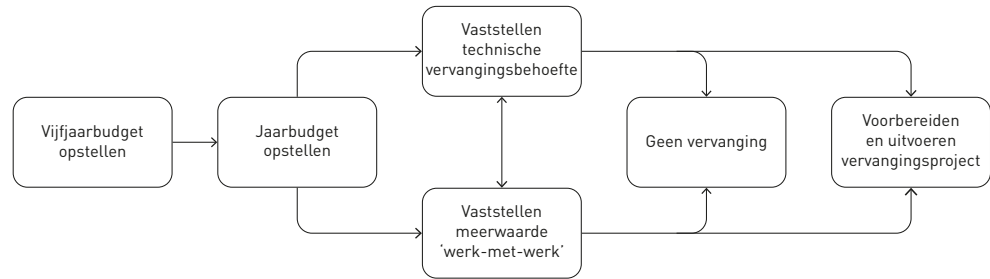 Vijfjaarbudget
opstellen
Jaarbudget
opstellen
Vaststellen
technische
vervangingsbehoefte
Vaststellen
meerwaarde
‘werk-met-werk’
Geen vervanging
Voorbereiden
en uitvoeren
vervangingsproject